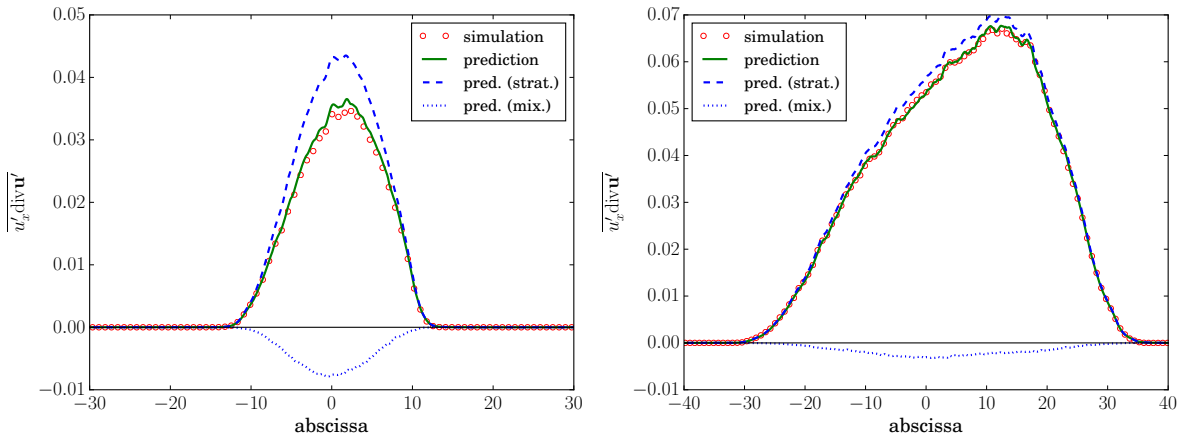 0.05
0.04
0.03
0.02
0.01
0.00
−0.01
−30 −20 −10 0 10 20 30
abscissa
u′ₓdivu′
simulation
prediction
pred. (strat.)
pred. (mix.)
0.07
0.06
0.05
0.04
0.03
0.02
0.01
0.00
−0.01
−40 −30 −20 −10 0 10 20 30 40
abscissa
u′ₓdivu′
simulation
prediction
pred. (strat.)
pred. (mix.)